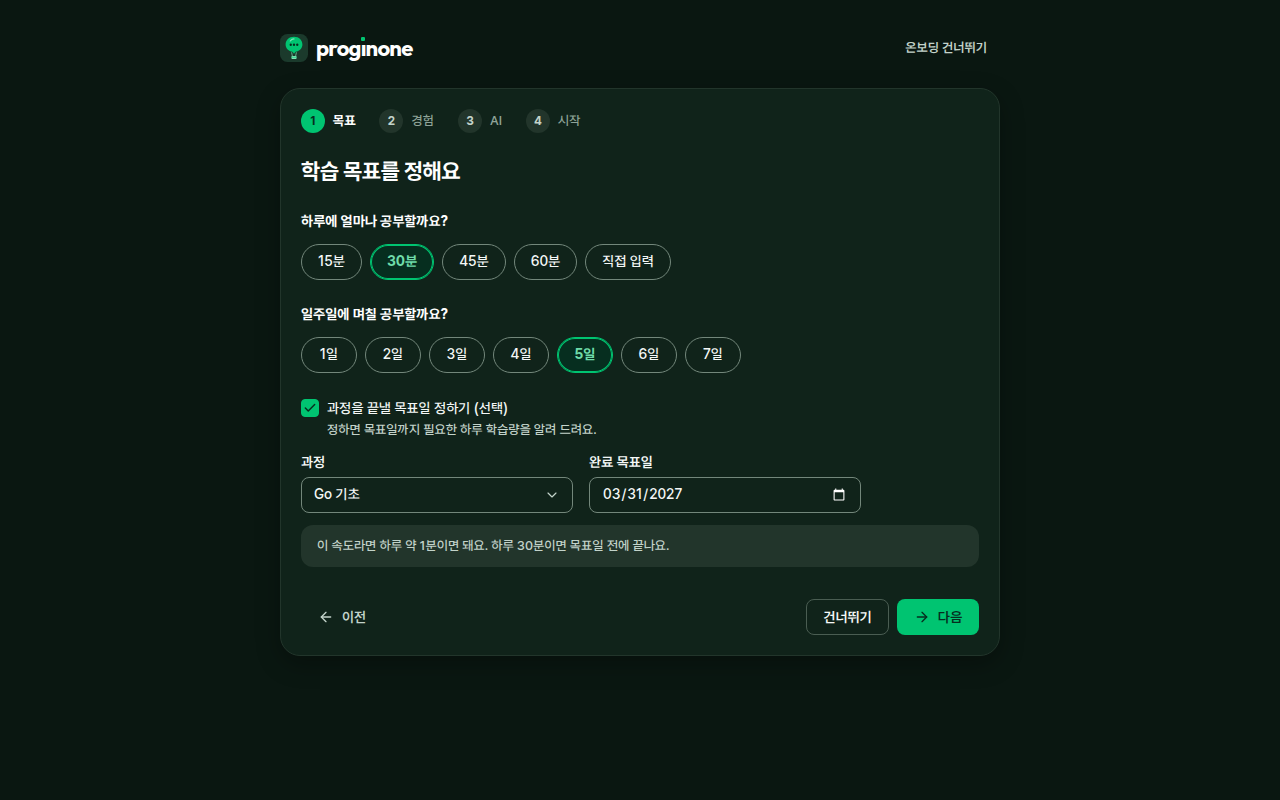 proginone
온보딩 건너뛰기
1 목표 2 경험 3 AI 4 시작
학습 목표를 정해요
하루에 얼마나 공부할까요?
15분 30분 45분 60분 직접 입력
일주일에 며칠 공부할까요?
1일 2일 3일 4일 5일 6일 7일
과정을 끝낼 목표일 정하기 (선택)
정하면 목표일까지 필요한 하루 학습량을 알려 드려요.
과정 완료 목표일
Go 기초 03/31/2027
이 속도라면 하루 약 1분이면 돼요. 하루 30분이면 목표일 전에 끝나요.
이전 건너뛰기 다음